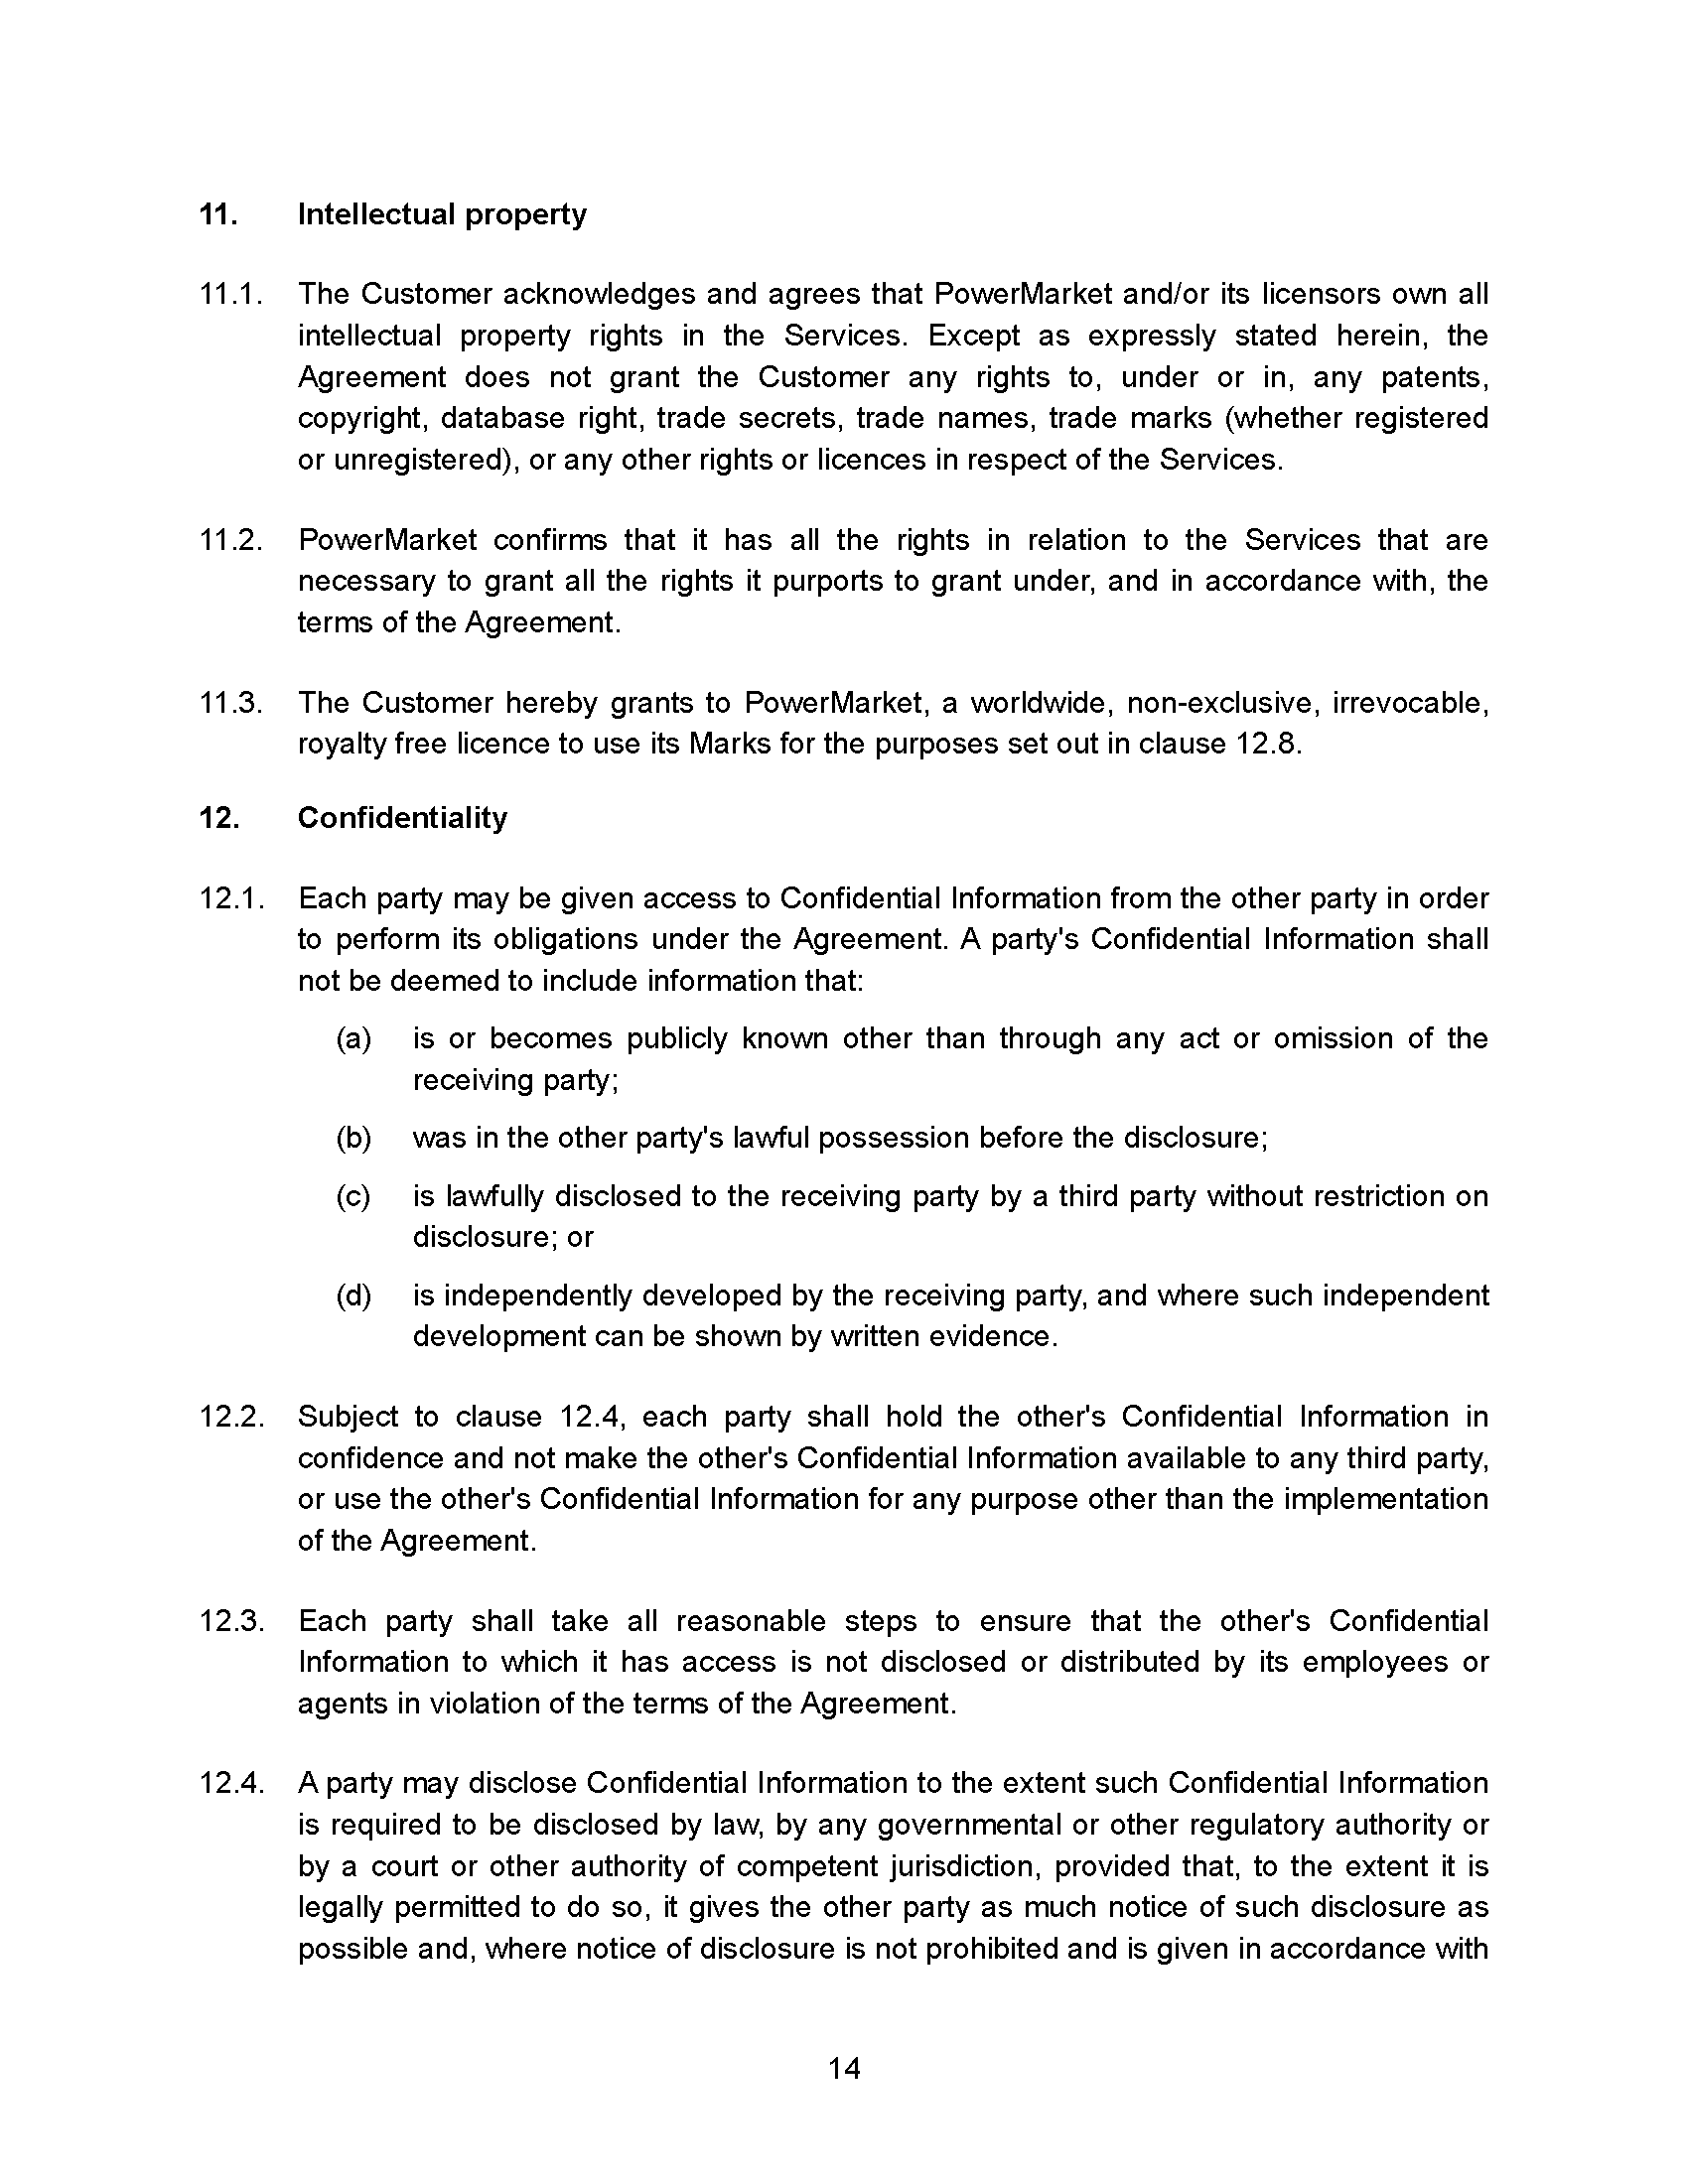 11. Intellectual property
11.1. The Customer acknowledges and agrees that PowerMarket and/or its licensors own all
intellectual property rights in the Services. Except as expressly stated herein, the
Agreement does not grant the Customer any rights to, under or in, any patents,
copyright, database right, trade secrets, trade names, trade marks (whether registered
or unregistered), or any other rights or licences in respect of the Services.
11.2. PowerMarket confirms that it has all the rights in relation to the Services that are
necessary to grant all the rights it purports to grant under, and in accordance with, the
terms of the Agreement.
11.3. The Customer hereby grants to PowerMarket, a worldwide, non-exclusive, irrevocable,
royalty free licence to use its Marks for the purposes set out in clause 12.8.
12. Confidentiality
12.1. Each party may be given access to Confidential Information from the other party in order
to perform its obligations under the Agreement. A party's Confidential Information shall
not be deemed to include information that:
(a) is or becomes publicly known other than through any act or omission of the
receiving party;
(b) was in the other party's lawful possession before the disclosure;
(c) is lawfully disclosed to the receiving party by a third party without restriction on
disclosure; or
(d) is independently developed by the receiving party, and where such independent
development can be shown by written evidence.
12.2. Subject to clause 12.4, each party shall hold the other's Confidential Information in
confidence and not make the other's Confidential Information available to any third party,
or use the other's Confidential Information for any purpose other than the implementation
of the Agreement.
12.3. Each party shall take all reasonable steps to ensure that the other's Confidential
Information to which it has access is not disclosed or distributed by its employees or
agents in violation of the terms of the Agreement.
12.4. A party may disclose Confidential Information to the extent such Confidential Information
is required to be disclosed by law, by any governmental or other regulatory authority or
by a court or other authority of competent jurisdiction, provided that, to the extent it is
legally permitted to do so, it gives the other party as much notice of such disclosure as
possible and, where notice of disclosure is not prohibited and is given in accordance with
14